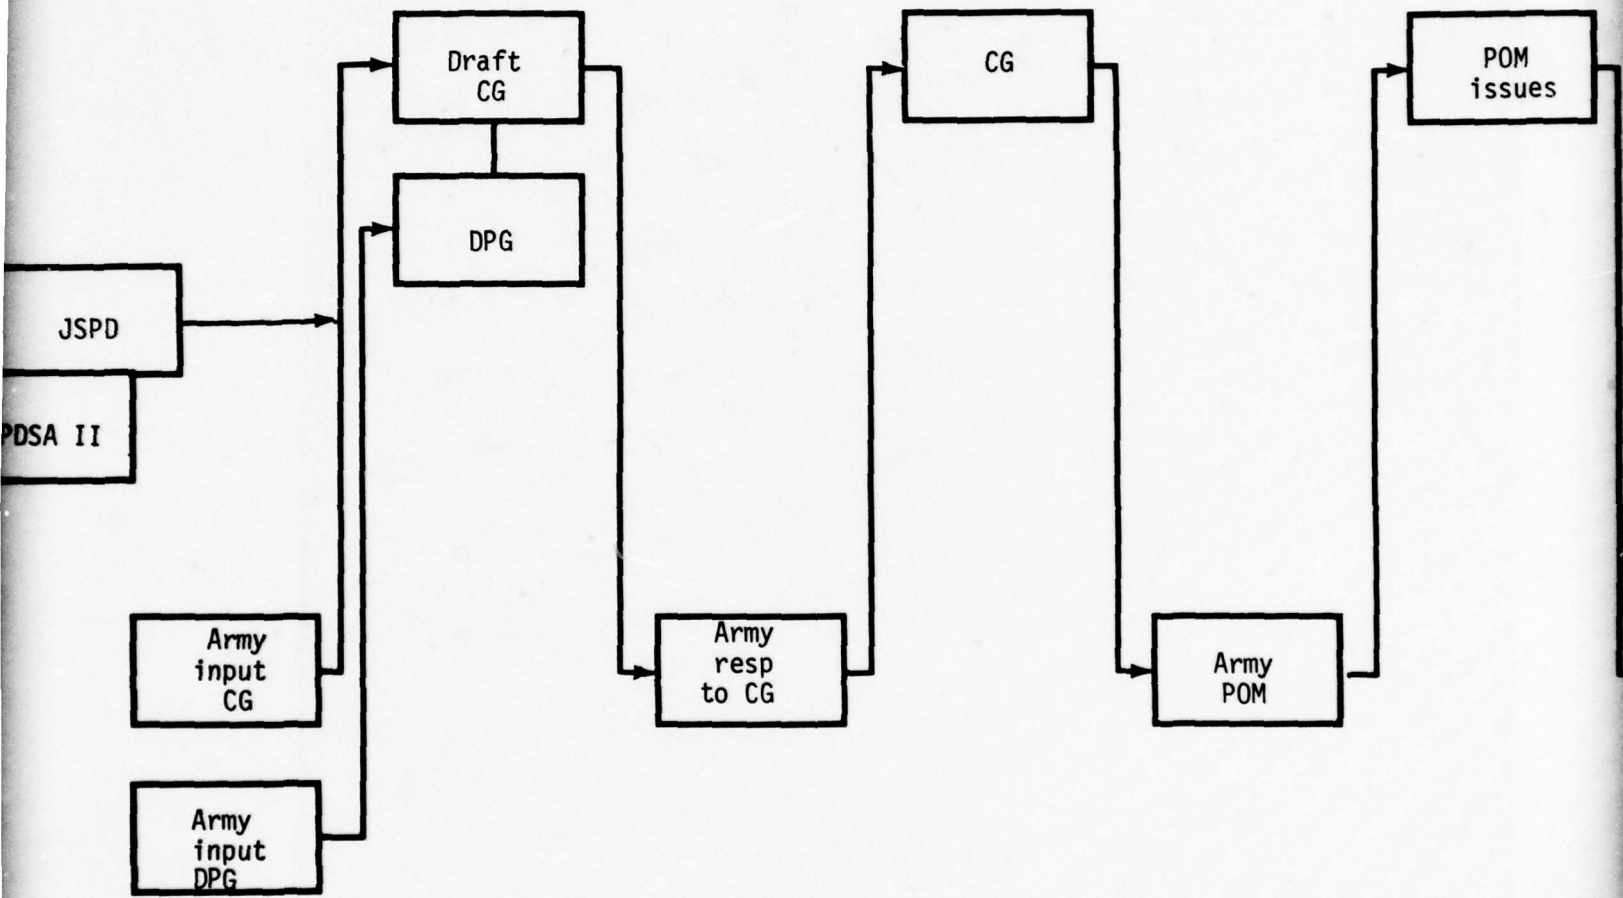 Draft
CG
CG
POM
issues
DPG
JSPD
PDSA II
Army
input
CG
Army
resp
to CG
Army
POM
Army
input
DPG